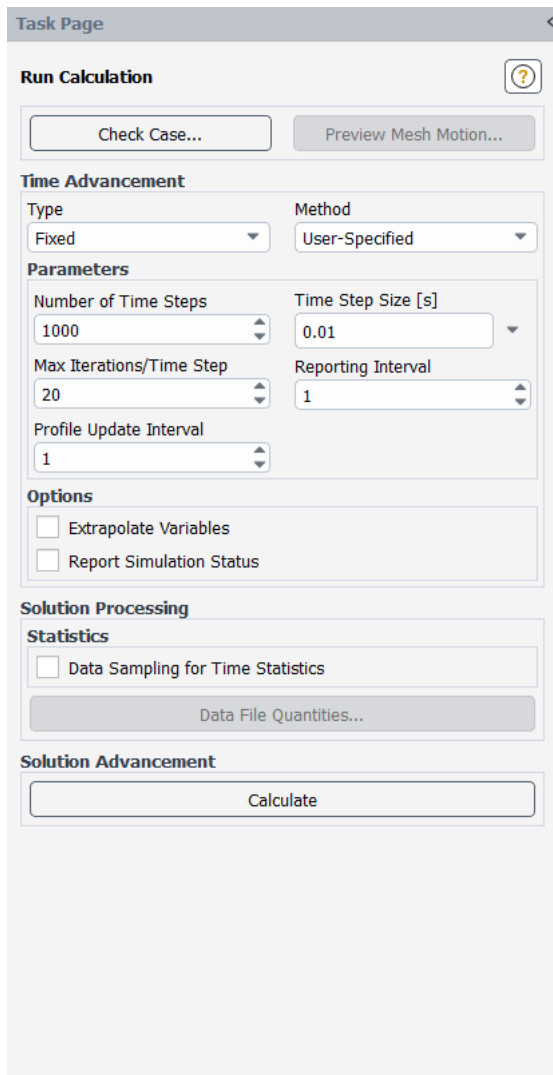 Task Page
Run Calculation
Check Case... Preview Mesh Motion...
Time Advancement
Type Method
Fixed User-Specified
Parameters
Number of Time Steps Time Step Size [s]
1000 0.01
Max Iterations/Time Step Reporting Interval
20 1
Profile Update Interval
1
Options
Extrapolate Variables
Report Simulation Status
Solution Processing
Statistics
Data Sampling for Time Statistics
Data File Quantities...
Solution Advancement
Calculate